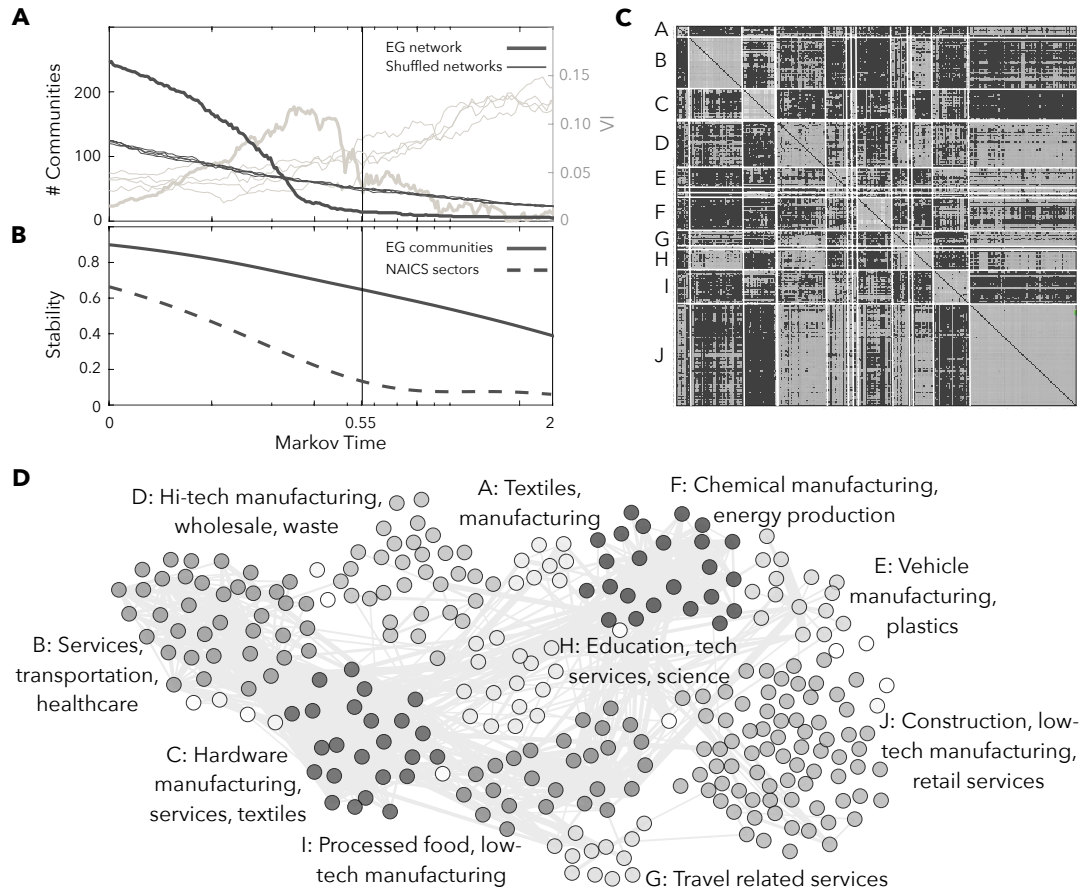 A
# Communities
200
100
0
EG network
Shuffled networks
0.15
0.10
0.05
0
VI
B
Stability
0.8
0.6
0.4
0.2
0
EG communities
NAICS sectors
0
0.55
2
Markov Time
C
A
B
C
D
E
F
G
H
I
J
D
D: Hi-tech manufacturing,
wholesale, waste
A: Textiles,
manufacturing
F: Chemical manufacturing,
energy production
E: Vehicle
manufacturing,
plastics
B: Services,
transportation,
healthcare
H: Education, tech
services, science
C: Hardware
manufacturing,
services, textiles
J: Construction, low-
tech manufacturing,
retail services
I: Processed food, low-
tech manufacturing
G: Travel related services